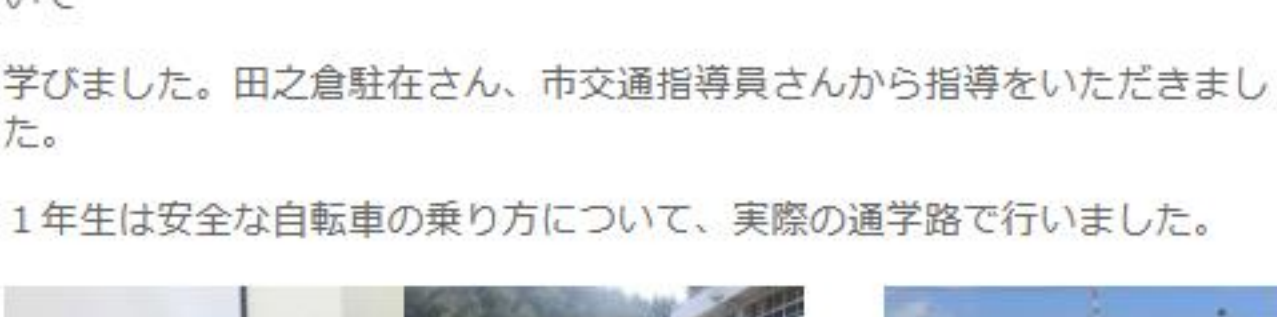 いて
学びました。田之倉駐在さん、市交通指導員さんから指導をいただきまし
た。
１年生は安全な自転車の乗り方について、実際の通学路で行いました。